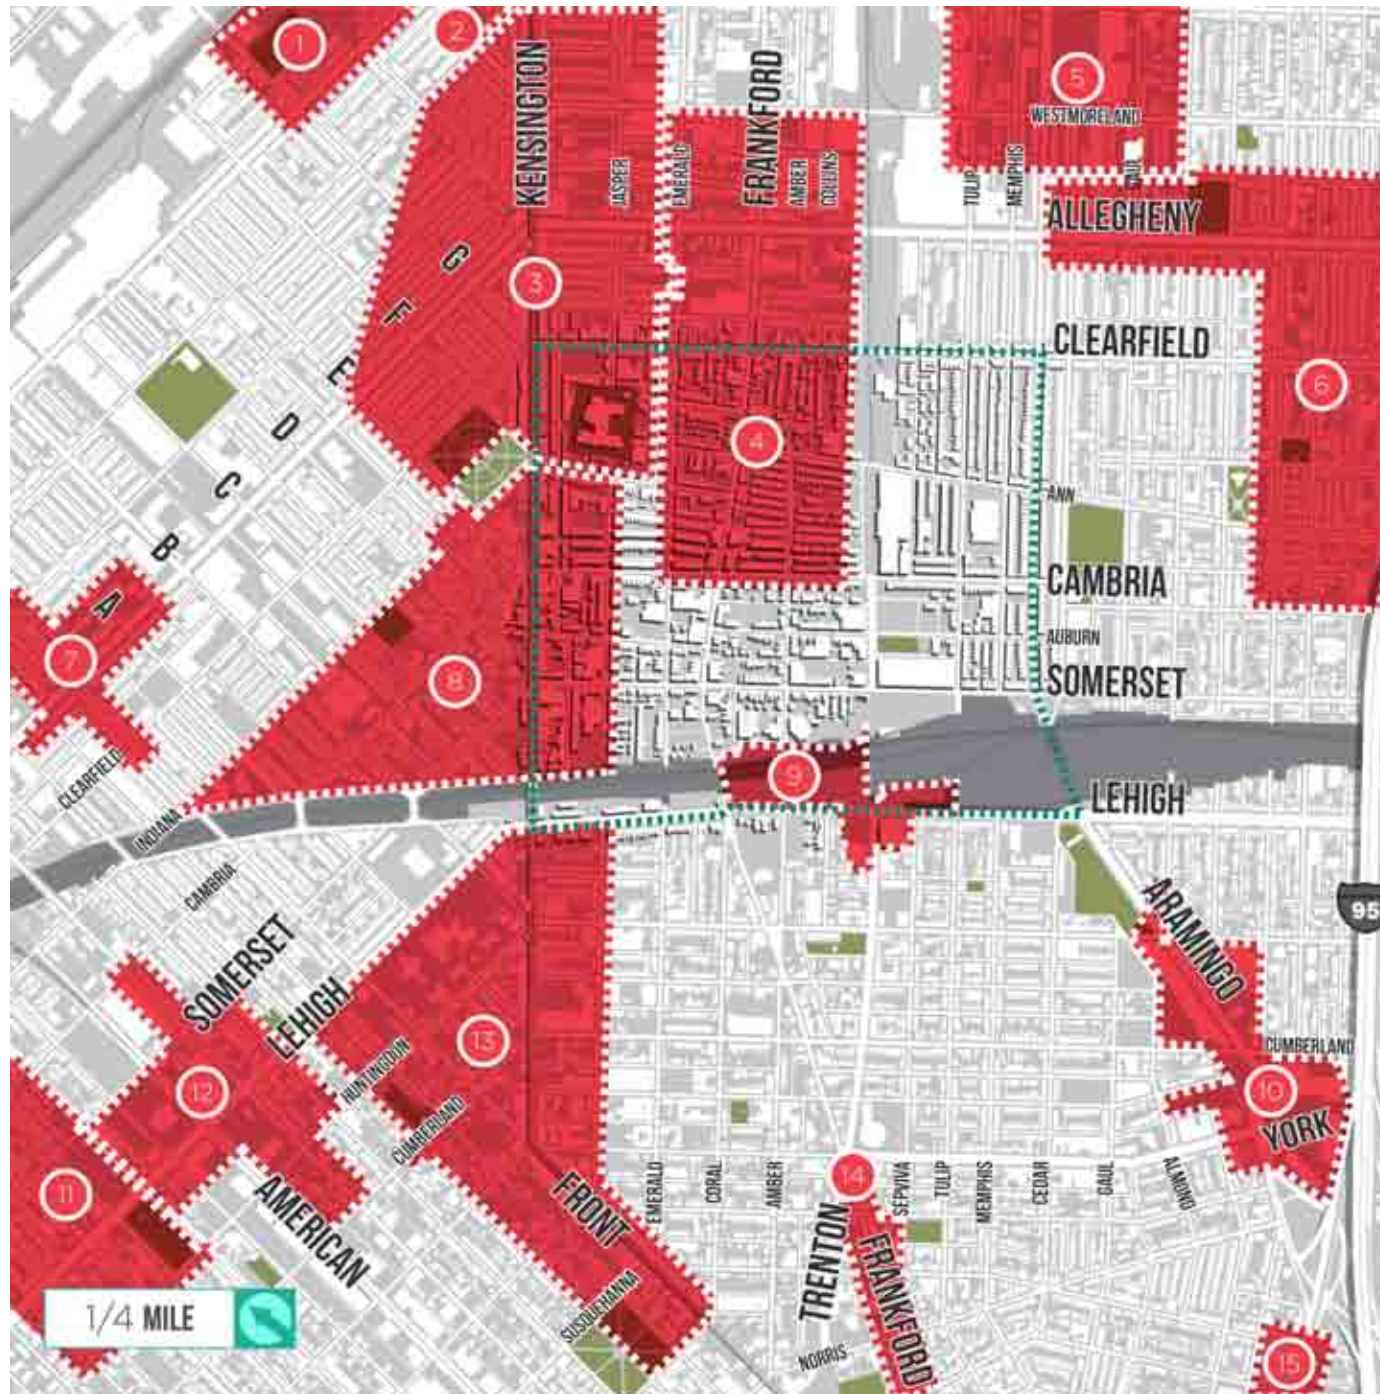 1
2
KENSINGTON
FRANKFORD
5
WESTMORELAND
JASPER
EMERALD
AMBER
COLLINS
TULIP
MEMPHIS
ALLEGHENY
G
3
F
CLEARFIELD
E
6
D
4
C
ANN
B
CAMBRIA
A
AUBURN
7
8
SOMERSET
CLEARFIELD
9
LEHIGH
INDIANA
CAMBRIA
ARAMINGO
95
SOMERSET
LEHIGH
13
HUNTINGDON
CUMBERLAND
12
10
CUMBERLAND
YORK
11
14
EMERALD
CORAL
AMBER
SEPVIVA
TULIP
MEMPHIS
CEDAR
GAUL
ALMOND
AMERICAN
FRONT
TRENTON
FRANKFORD
1/4 MILE
SUSQUEHANNA
NORRIS
15